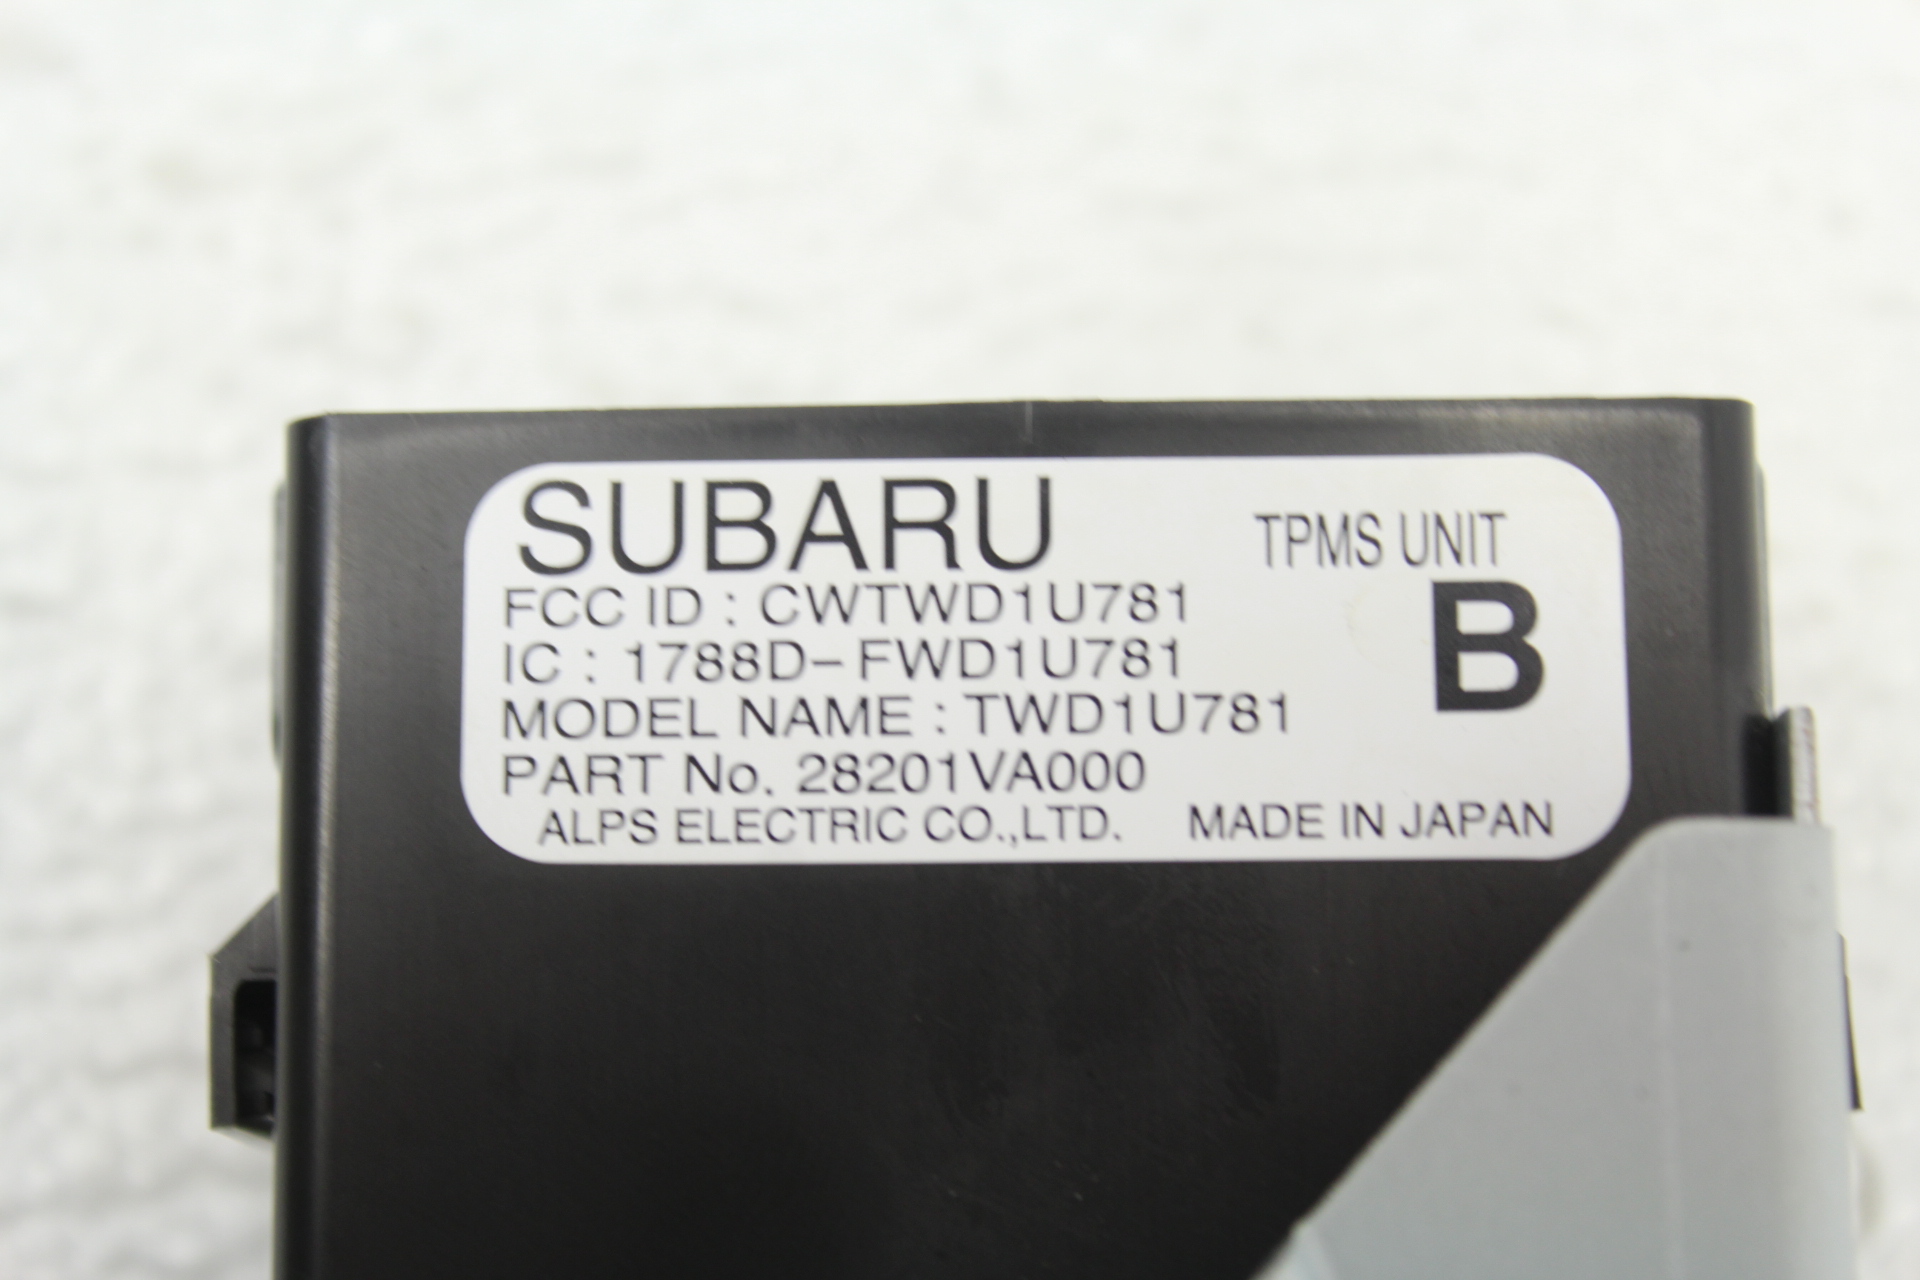 SUBARU TPMS UNIT
FCC ID : CWTWD1U781
IC : 1788D-FWD1U781 B
MODEL NAME : TWD1U781
PART No. 28201VA000
ALPS ELECTRIC CO.,LTD. MADE IN JAPAN